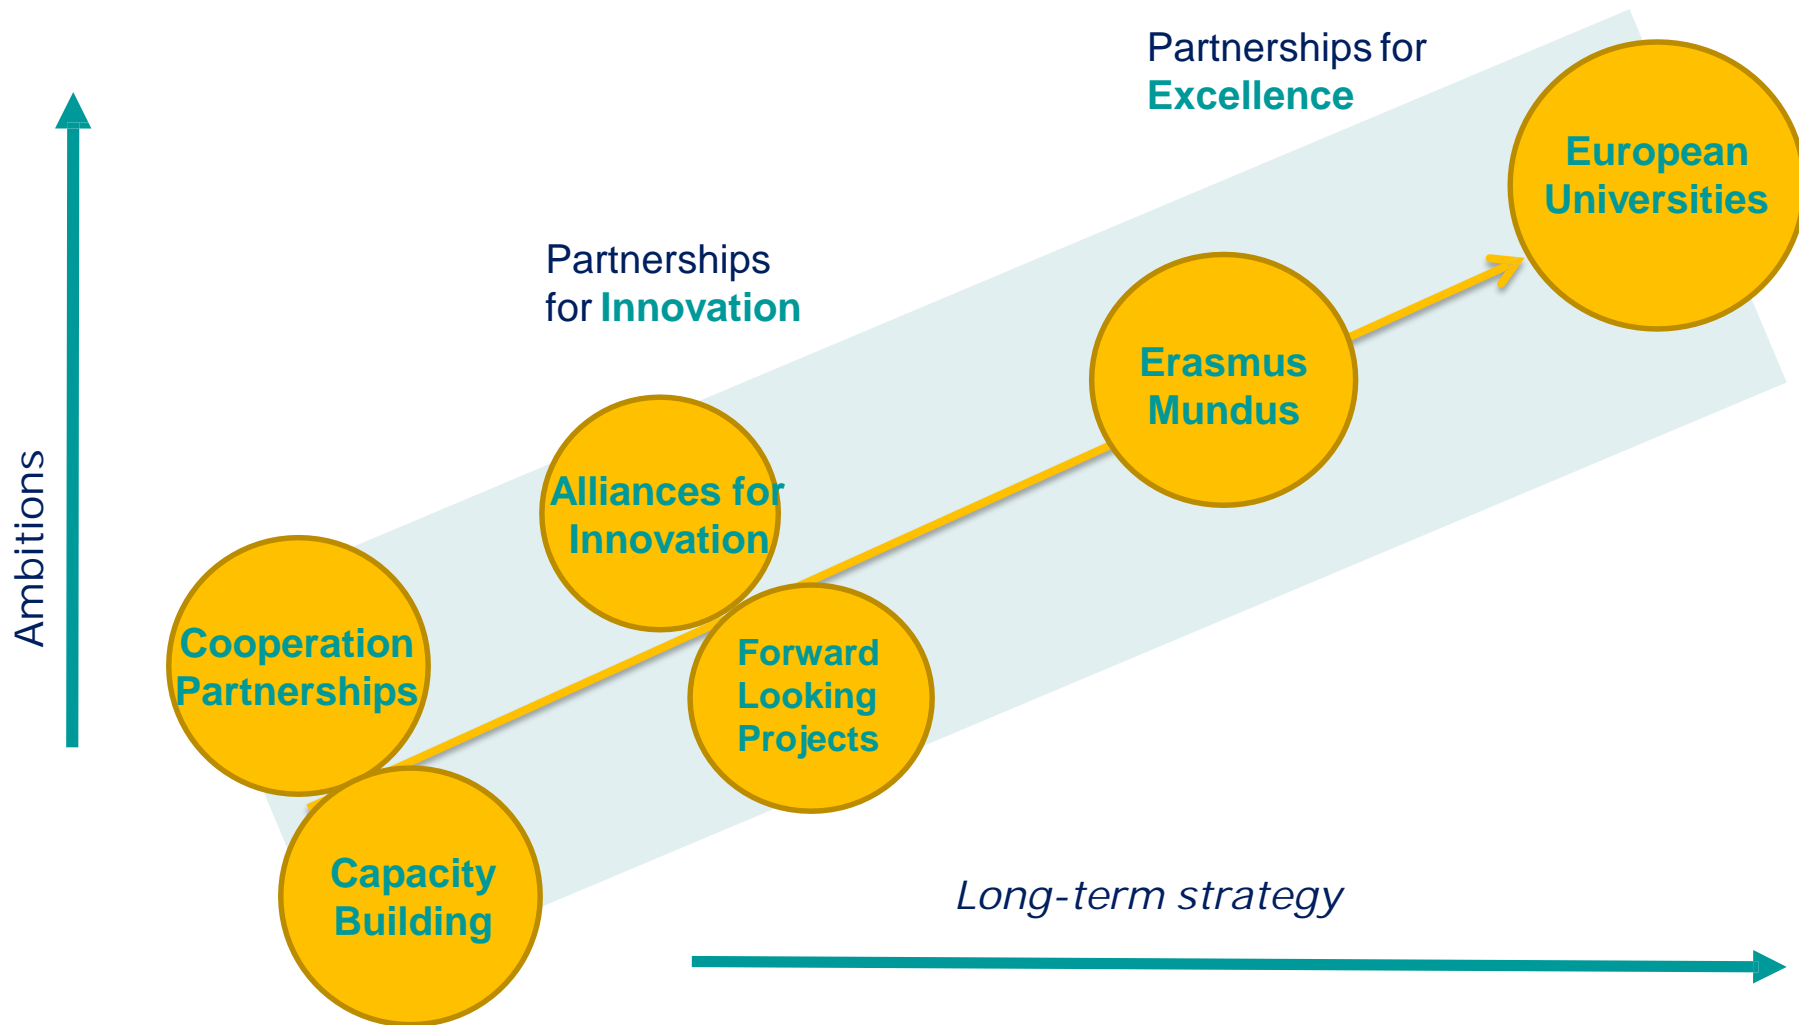 Partnerships for
Excellence
European
Universities
Partnerships
for Innovation
Erasmus
Mundus
Alliances for
Innovation
Ambitions
Cooperation
Partnerships
Forward
Looking
Projects
Capacity
Building
Long-term strategy